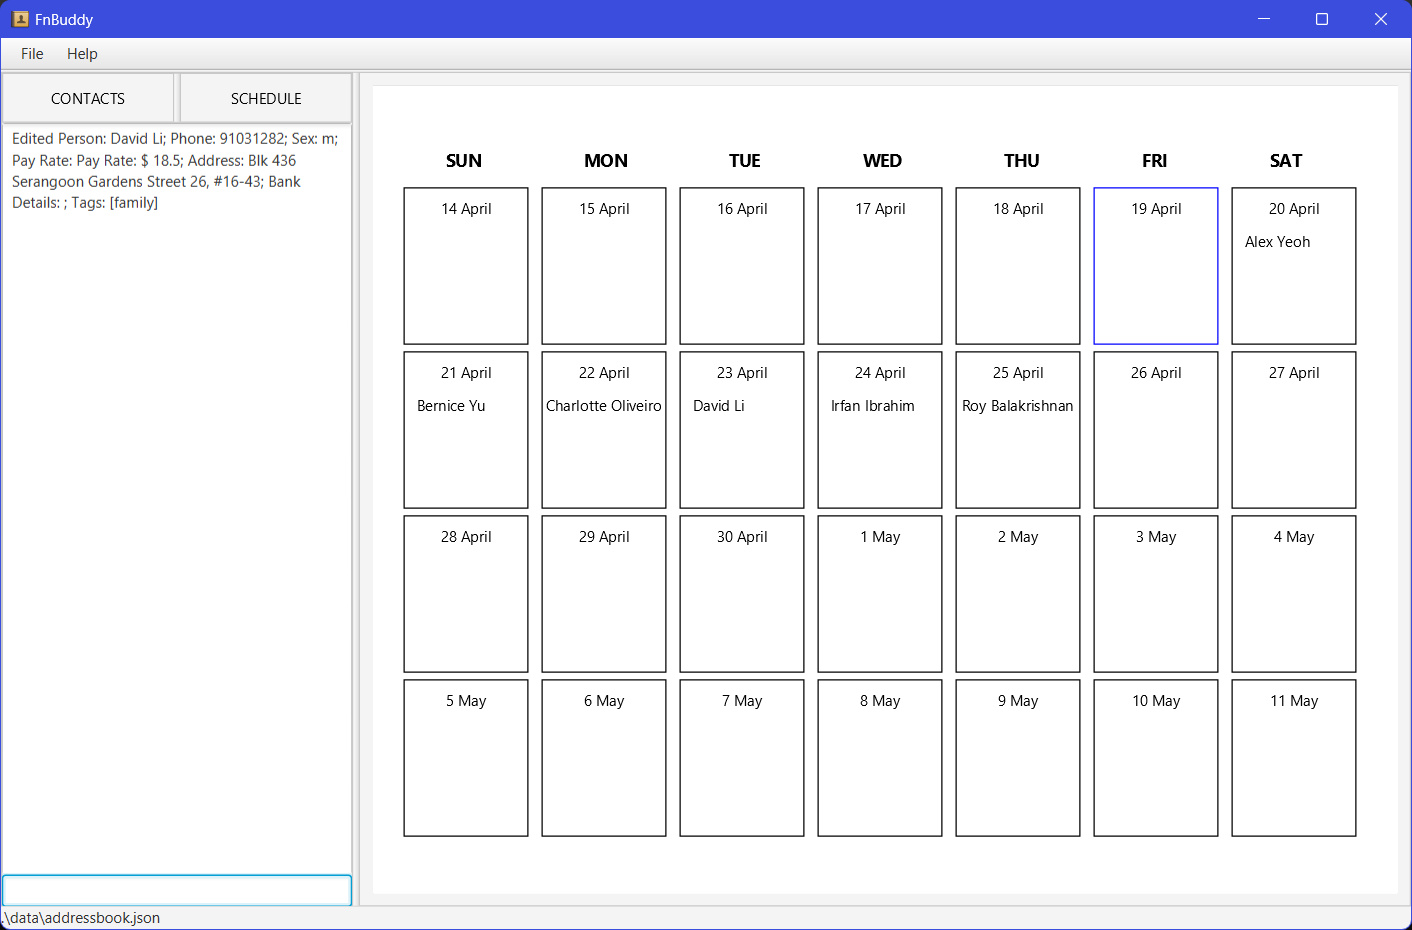 FnBuddy
File Help
CONTACTS SCHEDULE
Edited Person: David Li; Phone: 91031282; Sex: m;
Pay Rate: Pay Rate: $ 18.5; Address: Blk 436
Serangoon Gardens Street 26, #16-43; Bank
Details: ; Tags: [family]
SUN MON TUE WED THU FRI SAT
14 April 15 April 16 April 17 April 18 April 19 April 20 April
Alex Yeoh
21 April 22 April 23 April 24 April 25 April 26 April 27 April
Bernice Yu Charlotte Oliveiro David Li Irfan Ibrahim Roy Balakrishnan
28 April 29 April 30 April 1 May 2 May 3 May 4 May
5 May 6 May 7 May 8 May 9 May 10 May 11 May
.\data\addressbook.json